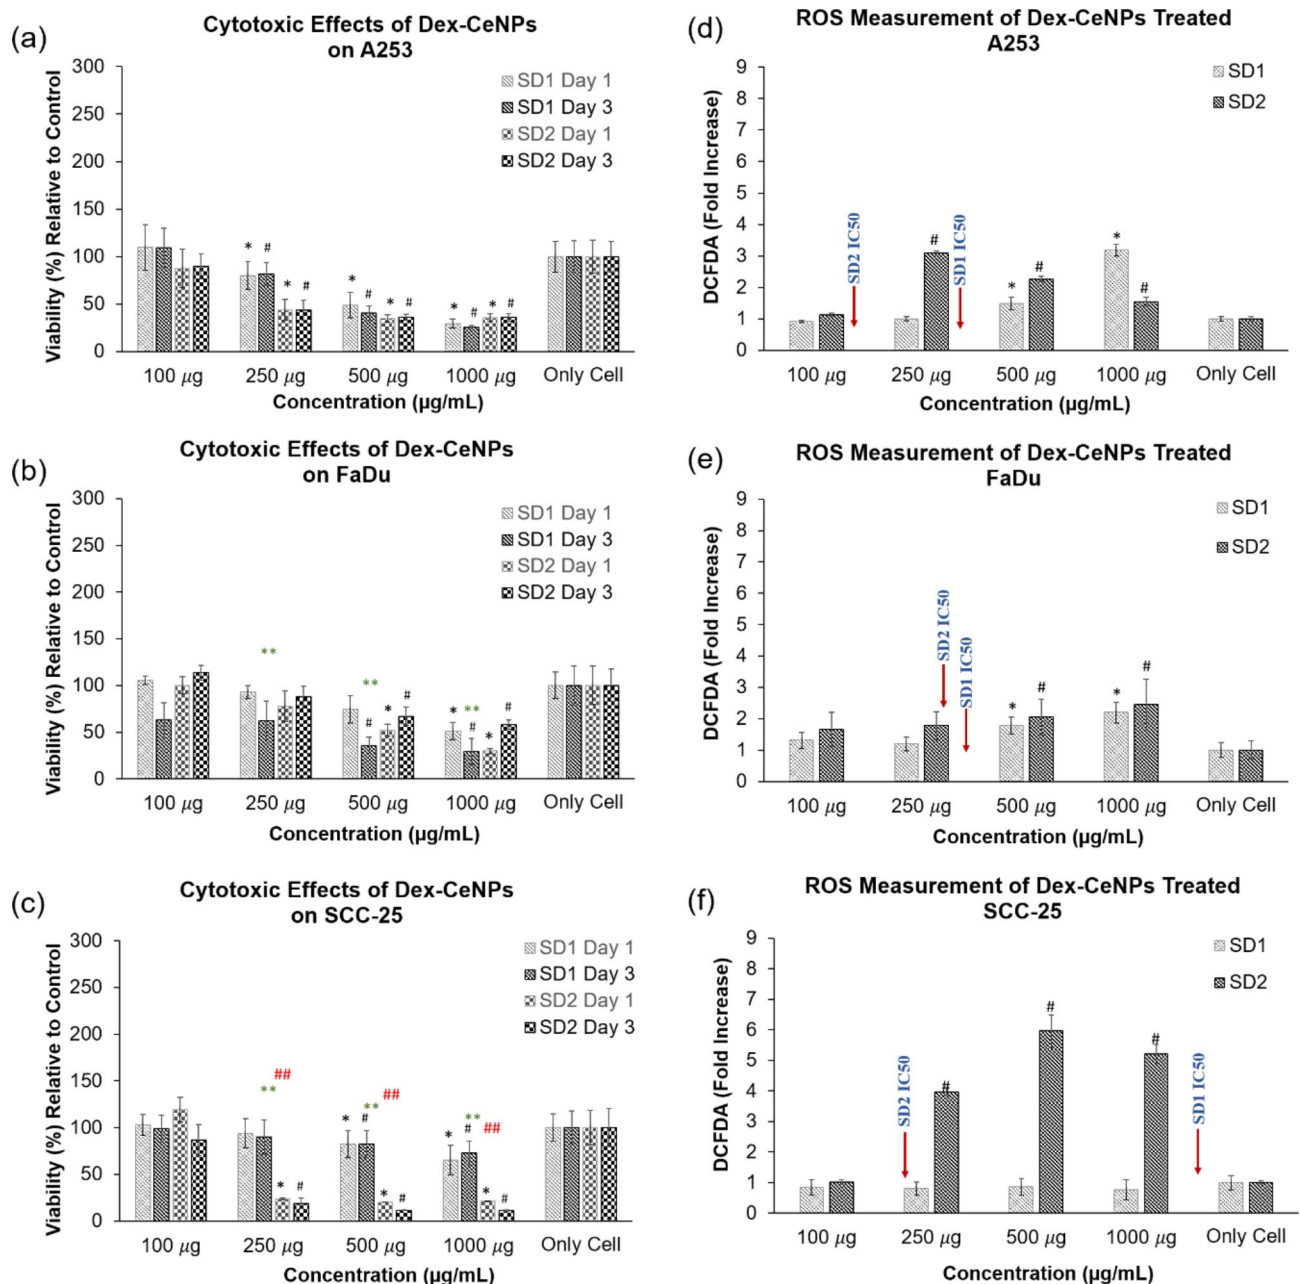 (a)
Cytotoxic Effects of Dex-CeNPs
on A253
Viability (%) Relative to Control
300
250
200
150
100
50
0
SD1 Day 1
SD1 Day 3
SD2 Day 1
SD2 Day 3
* # * #
* # * #
* # * #
100 µg 250 µg 500 µg 1000 µg Only Cell
Concentration (µg/mL)
(d)
ROS Measurement of Dex-CeNPs Treated
A253
DCFDA (Fold Increase)
9
8
7
6
5
4
3
2
1
0
SD1
SD2
SD2 IC50
#
SD1 IC50
* #
* #
100 µg 250 µg 500 µg 1000 µg Only Cell
Concentration (µg/mL)
(b)
Cytotoxic Effects of Dex-CeNPs
on FaDu
Viability (%) Relative to Control
300
250
200
150
100
50
0
SD1 Day 1
SD1 Day 3
SD2 Day 1
SD2 Day 3
**
**
# * #
**
* # * #
100 µg 250 µg 500 µg 1000 µg Only Cell
Concentration (µg/mL)
(e)
ROS Measurement of Dex-CeNPs Treated
FaDu
DCFDA (Fold Increase)
9
8
7
6
5
4
3
2
1
0
SD1
SD2
SD2 IC50
SD1 IC50
* #
* #
100 µg 250 µg 500 µg 1000 µg Only Cell
Concentration (µg/mL)
(c)
Cytotoxic Effects of Dex-CeNPs
on SCC-25
Viability (%) Relative to Control
300
250
200
150
100
50
0
SD1 Day 1
SD1 Day 3
SD2 Day 1
SD2 Day 3
** ##
* #
** ##
* # * #
** ##
* # * #
100 µg 250 µg 500 µg 1000 µg Only Cell
Concentration (µg/mL)
(f)
ROS Measurement of Dex-CeNPs Treated
SCC-25
DCFDA (Fold Increase)
9
8
7
6
5
4
3
2
1
0
SD1
SD2
SD2 IC50
#
#
#
SD1 IC50
100 µg 250 µg 500 µg 1000 µg Only Cell
Concentration (µg/mL)